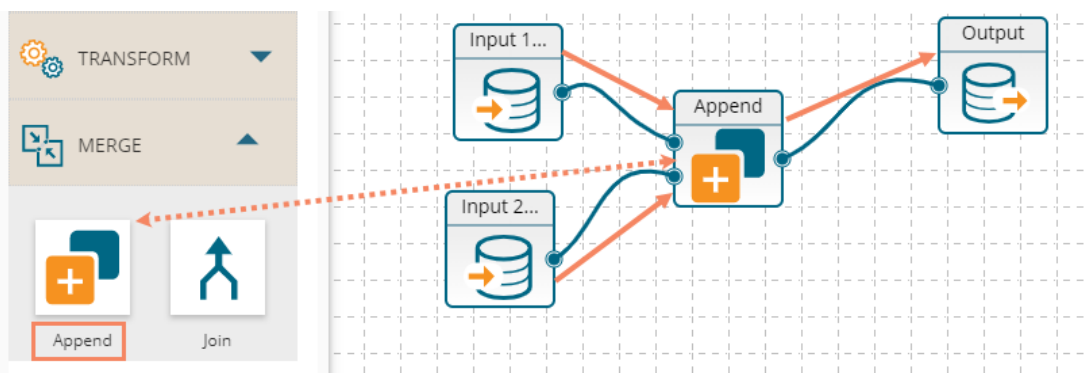 TRANSFORM
MERGE
Append
Join
Input 1...
Input 2...
Append
Output